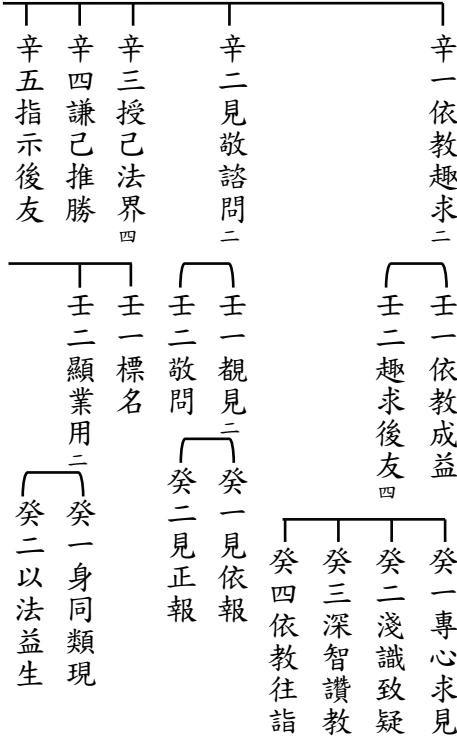 辛一依教趣求二
壬一依教成益
壬二趣求後友四
癸一專心求見
癸二淺識致疑
癸三深智讚教
癸四依教往詣
辛二見敬諮問二
壬一覩見二
癸一見依報
癸二見正報
壬二敬問
辛三授己法界四
壬一標名
壬二顯業用二
癸一身同類現
癸二以法益生
辛四謙己推勝
辛五指示後友